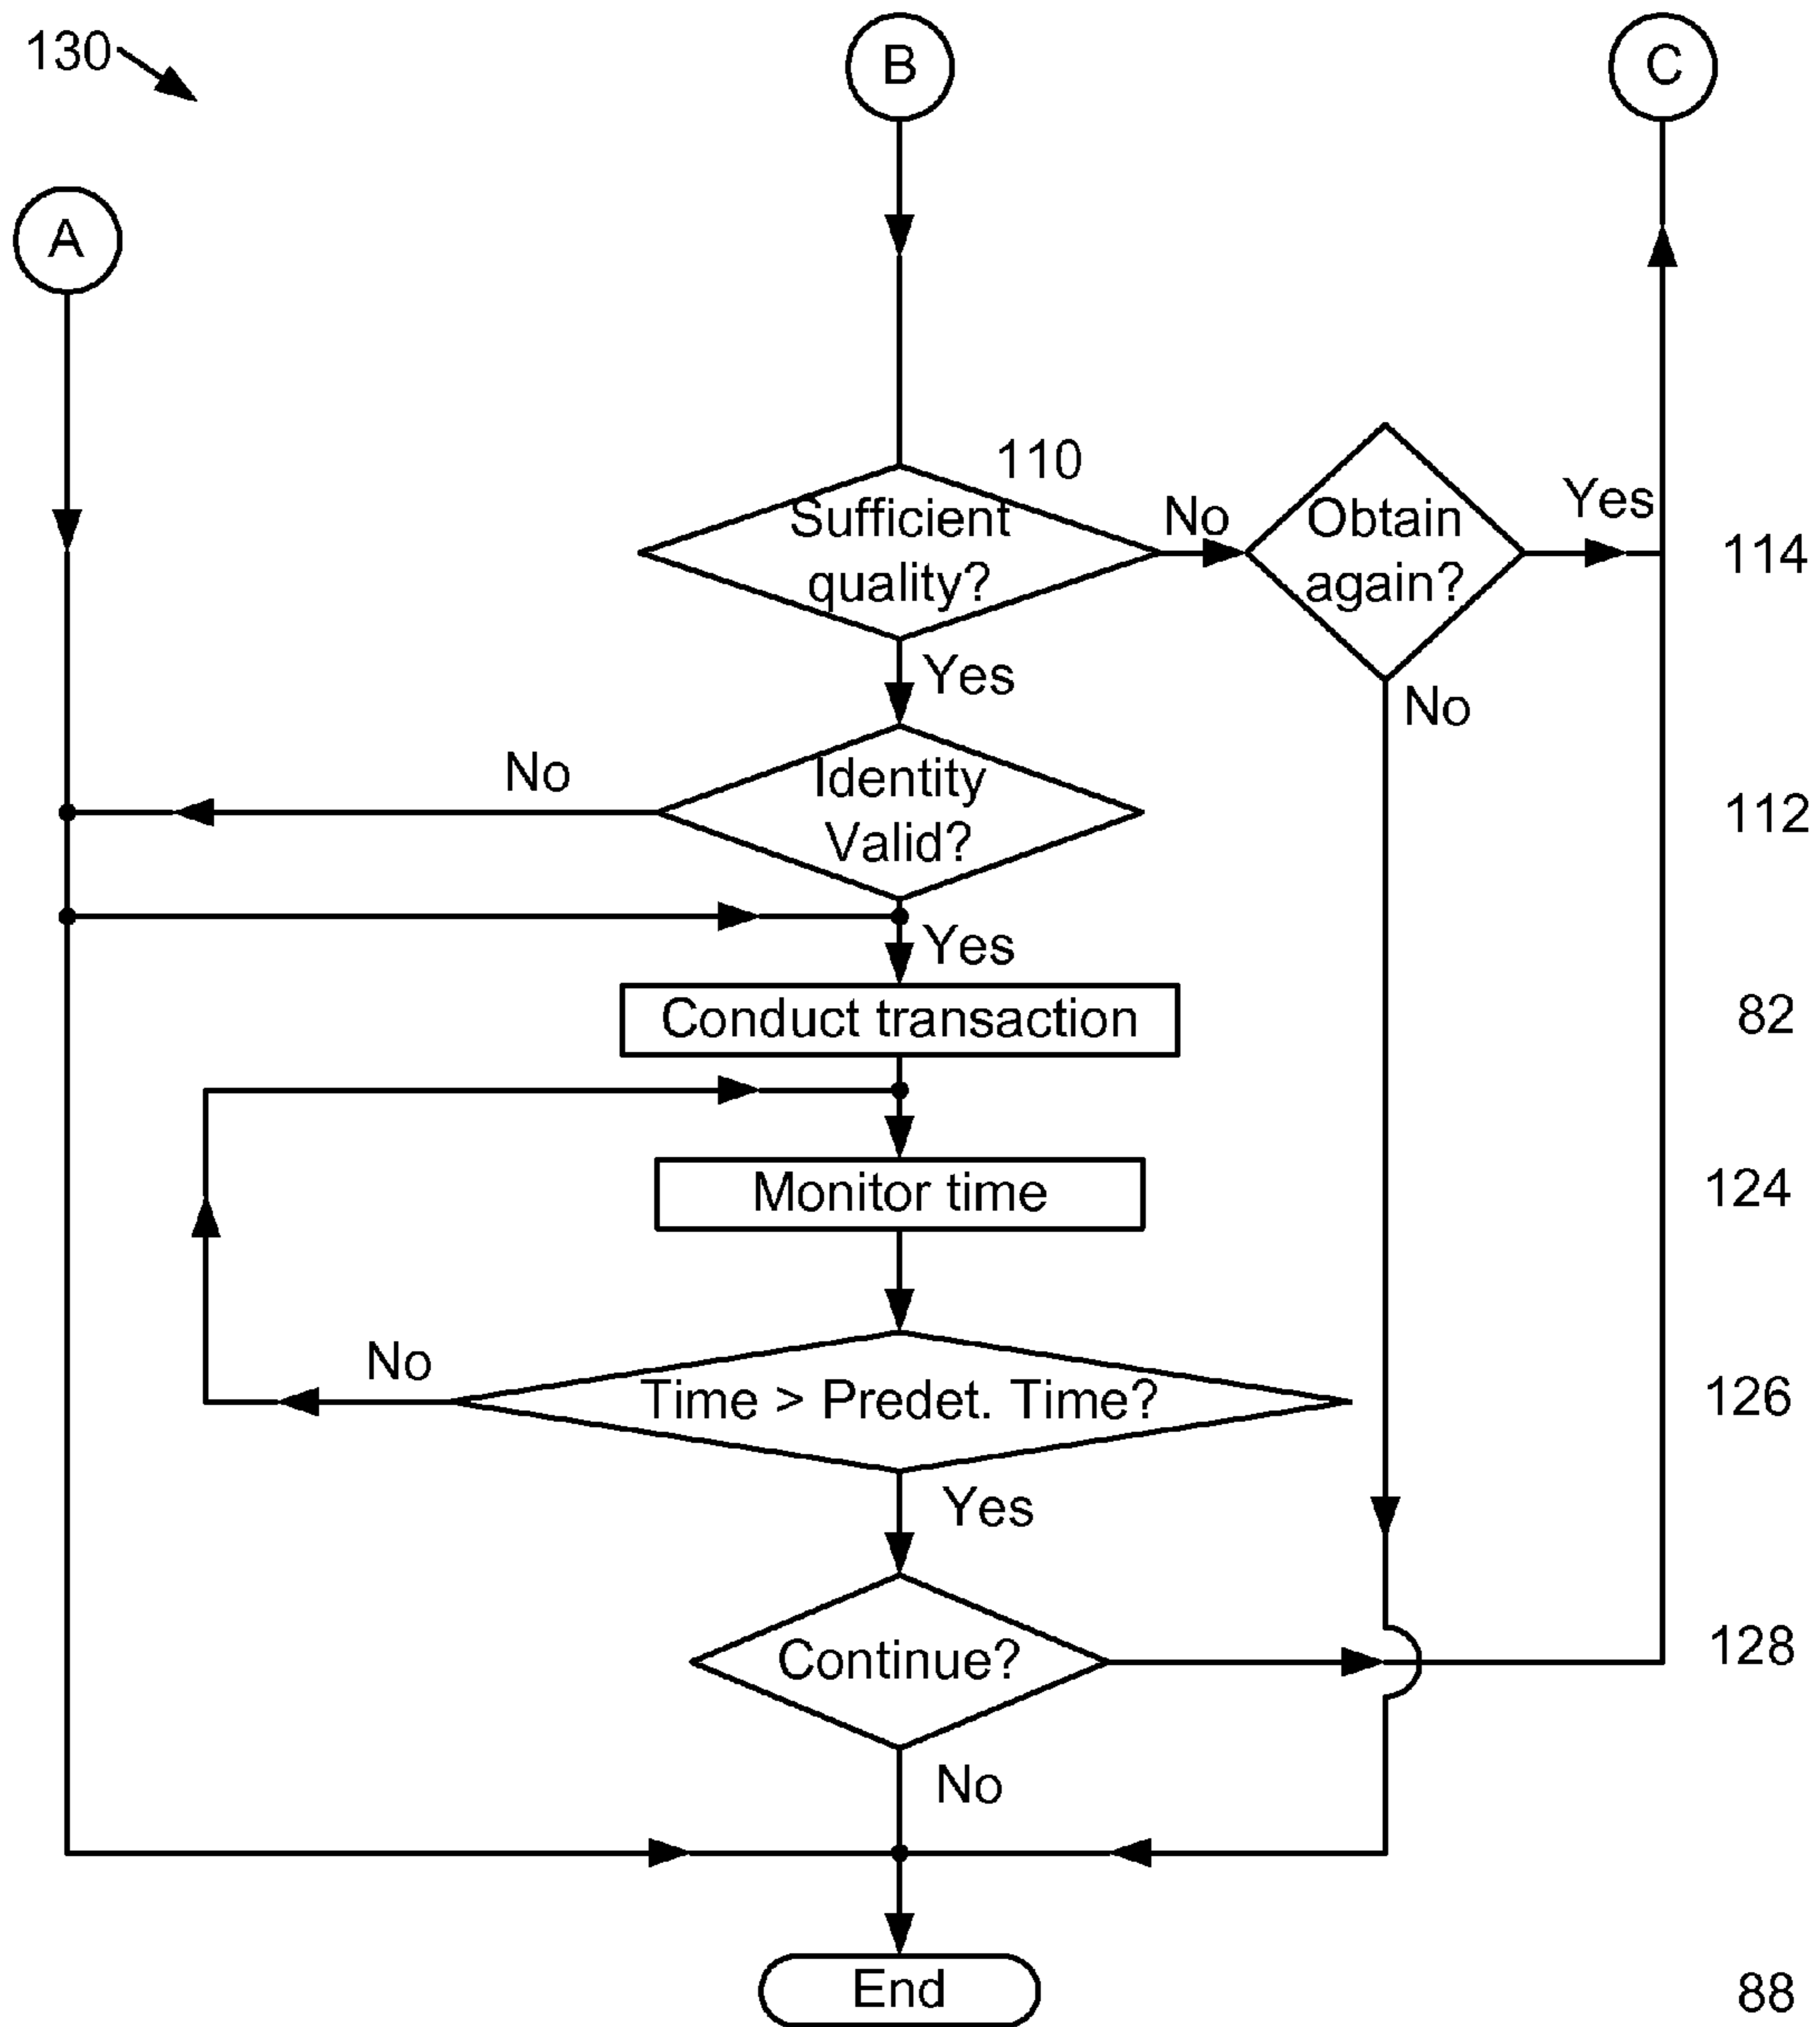 130
B
C
A
110
Sufficient
quality?
No
Obtain
again?
Yes
114
Yes
No
No
Identity
Valid?
112
Yes
Conduct transaction
82
Monitor time
124
No
Time > Predet. Time?
126
Yes
Continue?
128
No
End
88